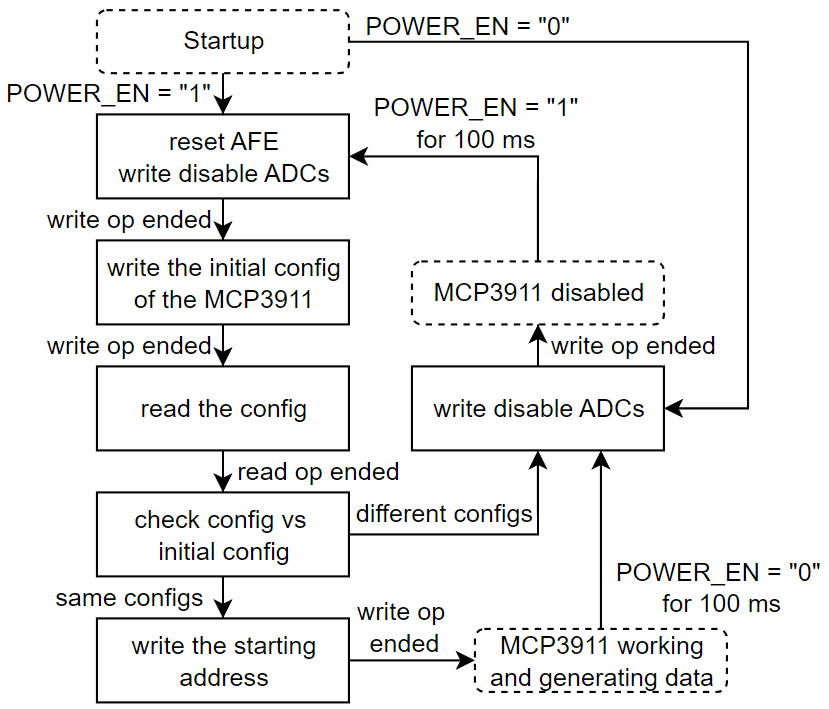 Startup
POWER_EN = "0"
POWER_EN = "1"
POWER_EN = "1"
for 100 ms
reset AFE
write disable ADCs
write op ended
write the initial config
of the MCP3911
MCP3911 disabled
write op ended
write op ended
read the config
write disable ADCs
read op ended
check config vs
initial config
different configs
POWER_EN = "0"
for 100 ms
same configs
write op
ended
write the starting
address
MCP3911 working
and generating data